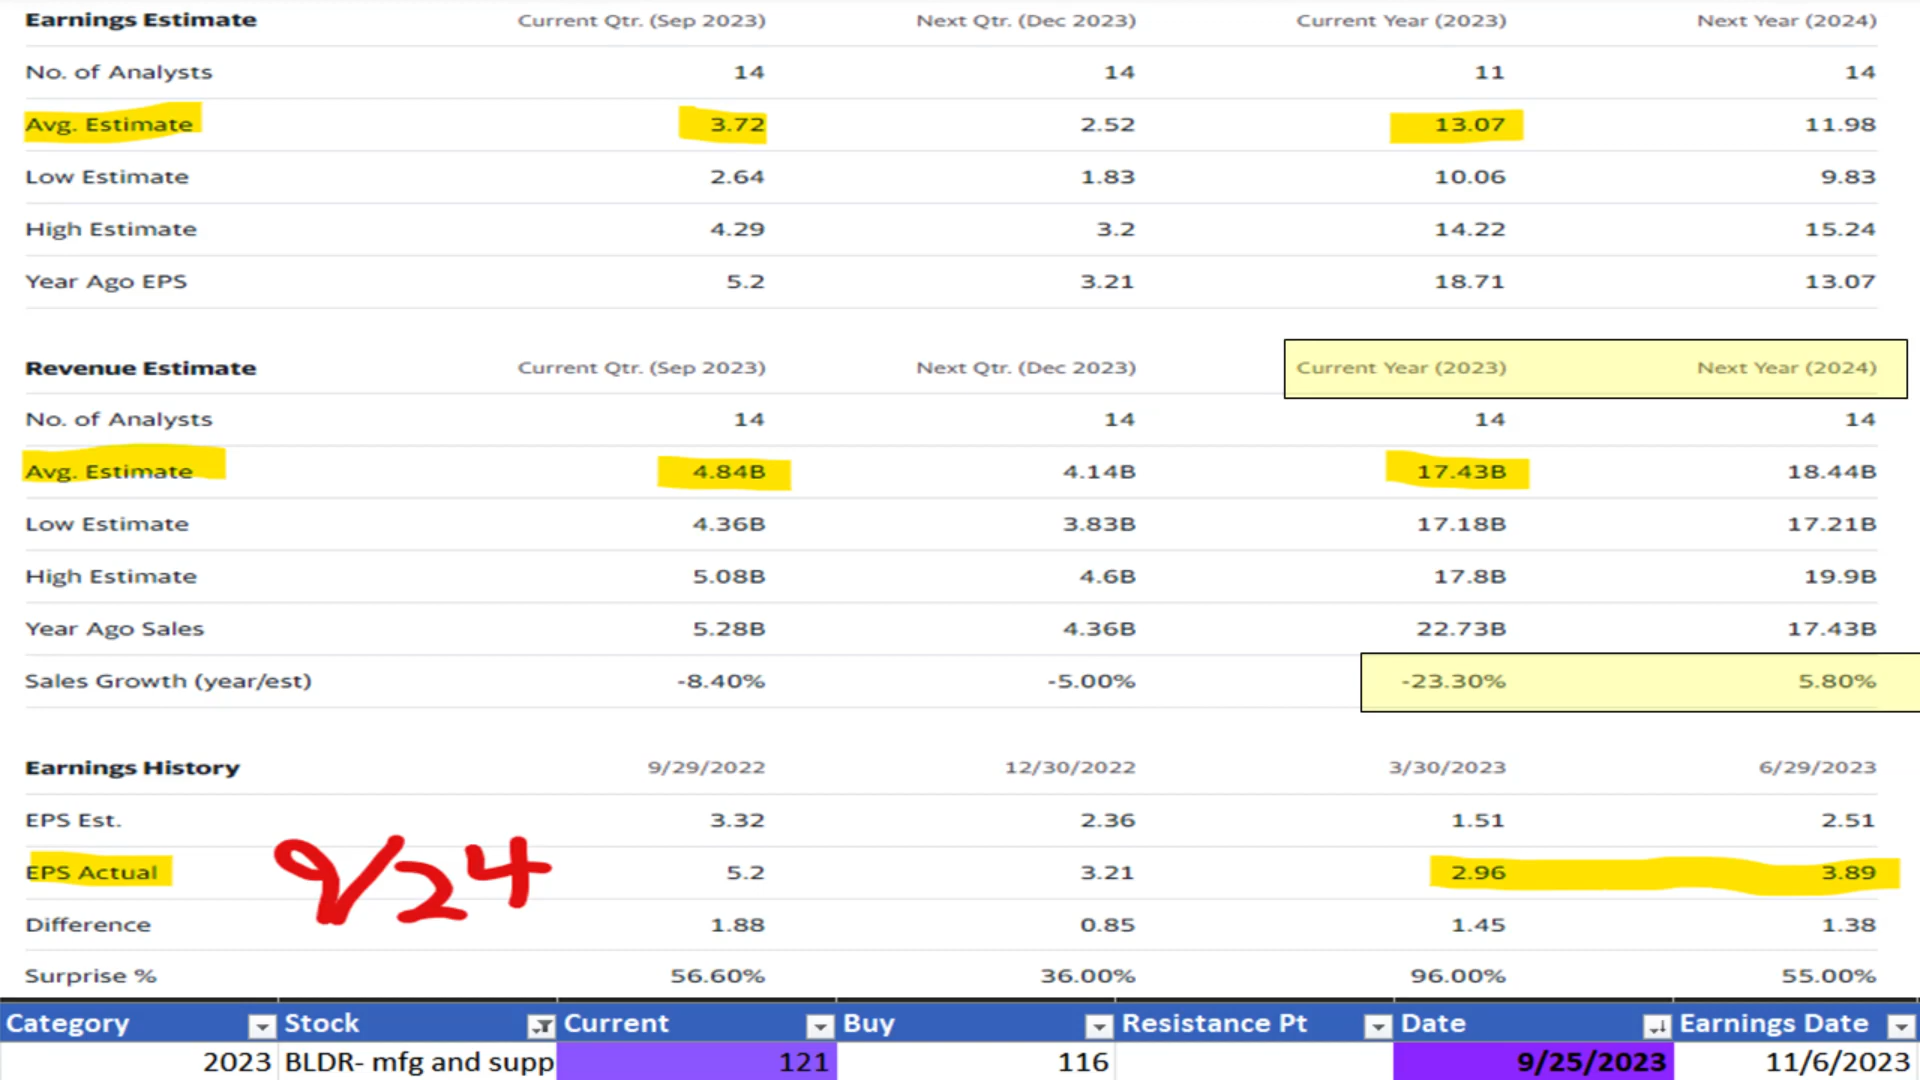 Earnings Estimate Current Qtr. (Sep 2023) Next Qtr. (Dec 2023) Current Year (2023) Next Year (2024)
No. of Analysts 14 14 11 14
Avg. Estimate 3.72 2.52 13.07 11.98
Low Estimate 2.64 1.83 10.06 9.83
High Estimate 4.29 3.2 14.22 15.24
Year Ago EPS 5.2 3.21 18.71 13.07
Revenue Estimate Current Qtr. (Sep 2023) Next Qtr. (Dec 2023) Current Year (2023) Next Year (2024)
No. of Analysts 14 14 14 14
Avg. Estimate 4.84B 4.14B 17.43B 18.44B
Low Estimate 4.36B 3.83B 17.18B 17.21B
High Estimate 5.08B 4.6B 17.8B 19.9B
Year Ago Sales 5.28B 4.36B 22.73B 17.43B
Sales Growth (year/est) -8.40% -5.00% -23.30% 5.80%
Earnings History 9/29/2022 12/30/2022 3/30/2023 6/29/2023
EPS Est. 3.32 2.36 1.51 2.51
EPS Actual 5.2 3.21 2.96 3.89
9/24
Difference 1.88 0.85 1.45 1.38
Surprise % 56.60% 36.00% 96.00% 55.00%
Category Stock Current Buy Resistance Pt Date Earnings Date
2023 BLDR- mfg and supp 121 116 9/25/2023 11/6/2023